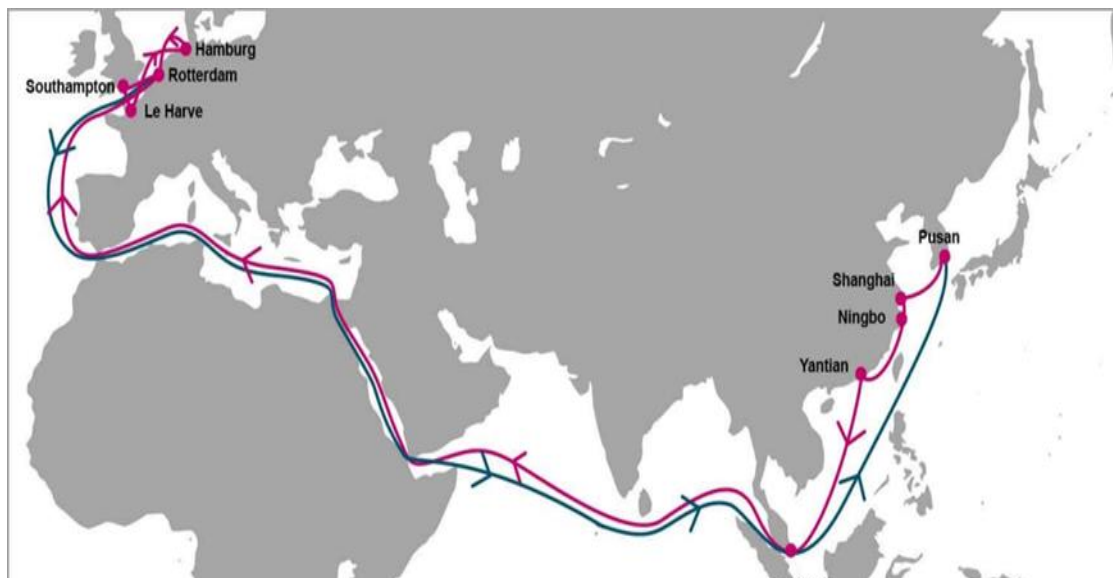 Hamburg
Rotterdam
Southampton
Le Harve
Pusan
Shanghai
Ningbo
Yantian